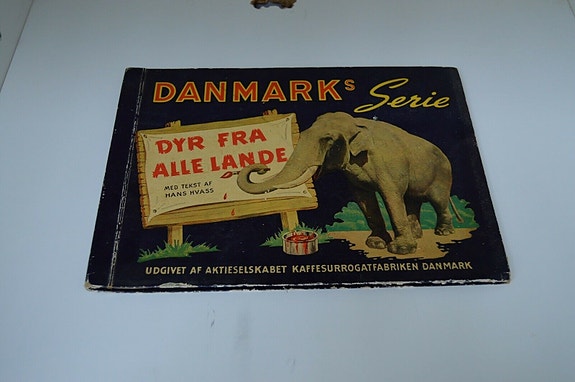 DANMARKs Serie
DYR FRA
ALLE LANDE
MED TEKST AF
HANS HVASS
UDGIVET AF AKTIESELSKABET KAFFESURROGATFABRIKEN DANMARK